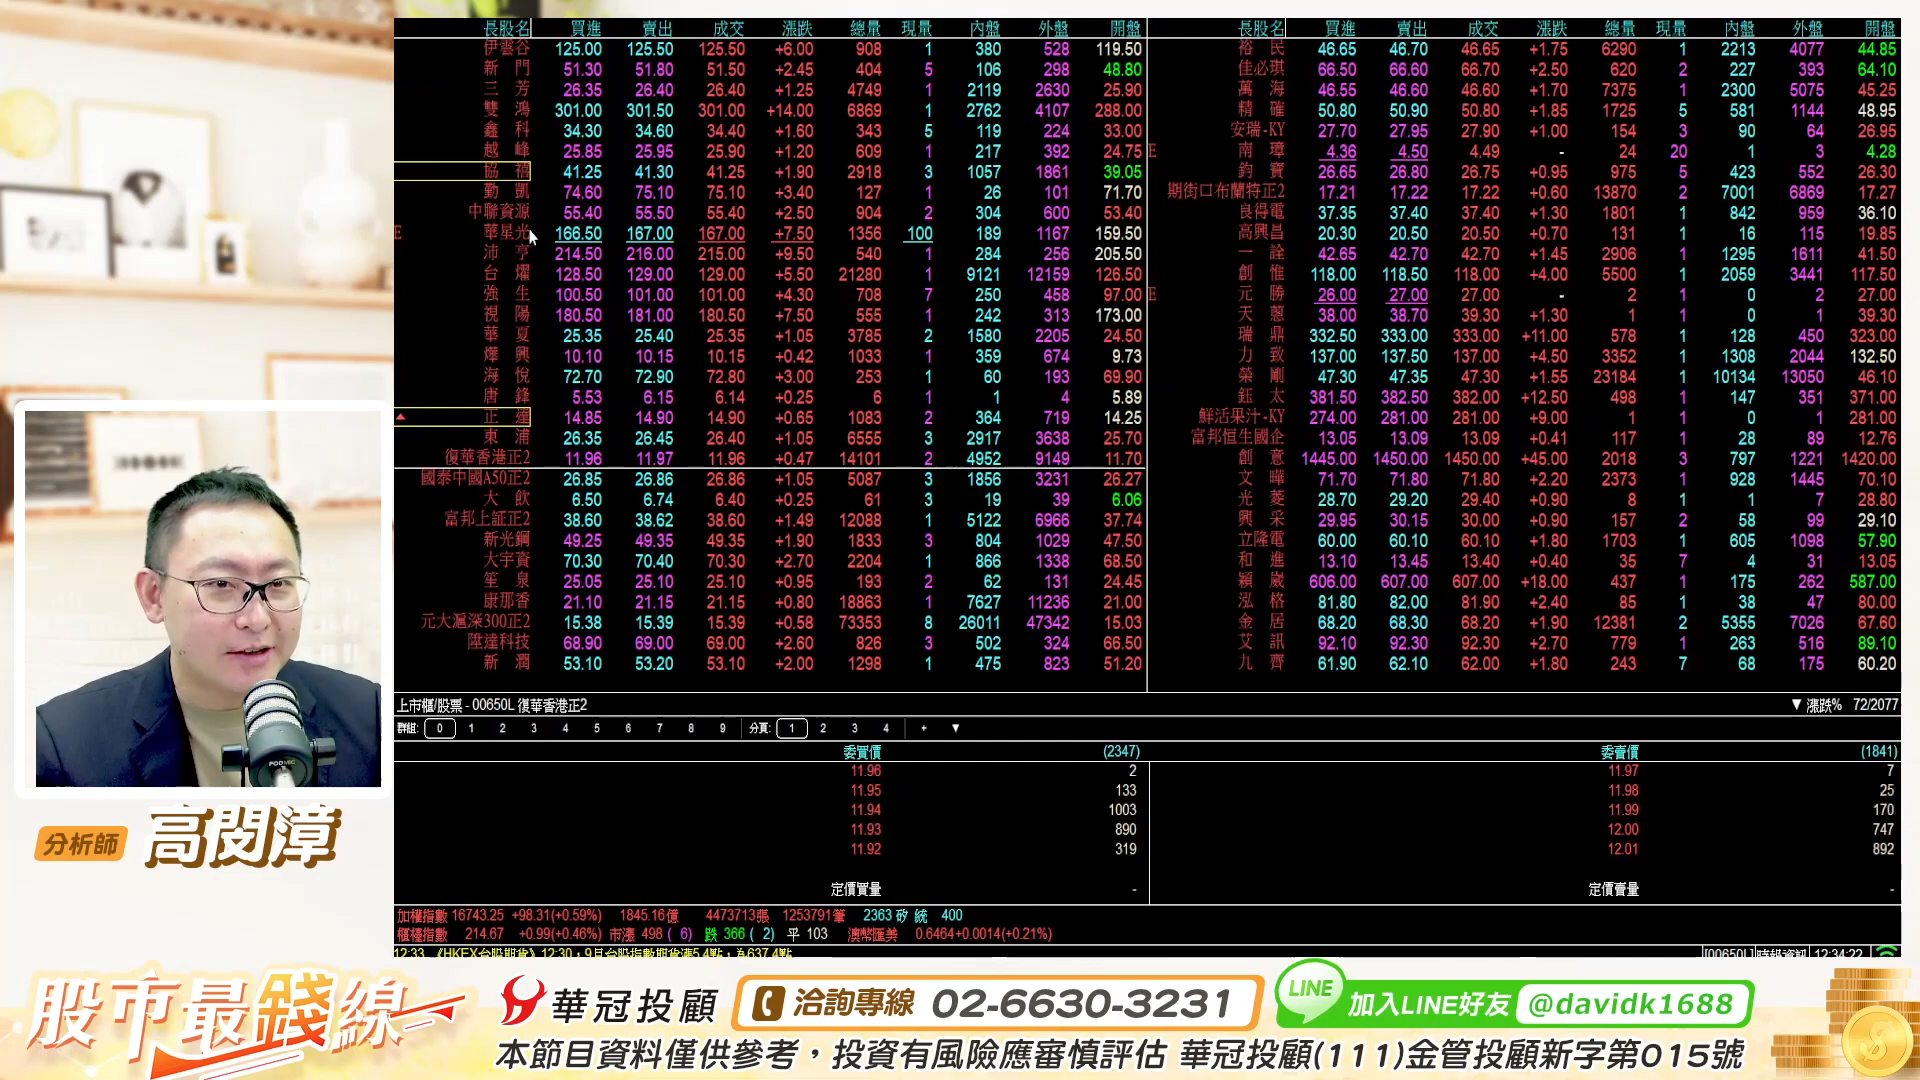 長股名 買進 賣出 成交 漲跌 總量 現量 內盤 外盤 開盤
伊雲谷 125.00 125.50 125.50 +6.00 908 1 380 528 119.50
新門 51.30 51.80 51.50 +2.45 404 5 106 298 48.80
三芳 26.35 26.40 26.40 +1.25 4749 1 2119 2630 25.90
雙鴻 301.00 301.50 301.00 +14.00 6869 1 2762 4107 288.00
鑫科 34.30 34.60 34.40 +1.60 343 5 119 224 33.00
越峰 25.85 25.95 25.90 +1.20 609 1 217 392 24.75
協禧 41.25 41.30 41.25 +1.90 2918 3 1057 1861 39.05
勤凱 74.60 75.10 75.10 +3.40 127 1 26 101 71.70
中聯資源 55.40 55.50 55.40 +2.50 904 2 304 600 53.40
E 華星光 166.50 167.00 167.00 +7.50 1356 100 189 1167 159.50
沛亨 214.50 216.00 215.00 +9.50 540 1 284 256 205.50
台燿 128.50 129.00 129.00 +5.50 21280 1 9121 12159 126.50
強生 100.50 101.00 101.00 +4.30 708 7 250 458 97.00
視陽 180.50 181.00 180.50 +7.50 555 1 242 313 173.00
華夏 25.35 25.40 25.35 +1.05 3785 2 1580 2205 24.50
燁興 10.10 10.15 10.15 +0.42 1033 1 359 674 9.73
海悅 72.70 72.90 72.80 +3.00 253 1 60 193 69.90
唐鋒 5.53 6.15 6.14 +0.25 6 1 1 4 5.89
正達 14.85 14.90 14.90 +0.65 1083 2 364 719 14.25
東浦 26.35 26.45 26.40 +1.05 6555 3 2917 3638 25.70
復華香港正2 11.96 11.97 11.96 +0.47 14101 2 4952 9149 11.70
國泰中國A50正2 26.85 26.86 26.86 +1.05 5087 3 1856 3231 26.27
大飲 6.50 6.74 6.40 +0.25 61 3 19 39 6.06
富邦上証正2 38.60 38.62 38.60 +1.49 12088 1 5122 6966 37.74
新光鋼 49.25 49.35 49.35 +1.90 1833 3 804 1029 47.50
大宇資 70.30 70.40 70.30 +2.70 2204 1 866 1338 68.50
笙泉 25.05 25.10 25.10 +0.95 193 2 62 131 24.45
康那香 21.10 21.15 21.15 +0.80 18863 1 7627 11236 21.00
元大滬深300正2 15.38 15.39 15.39 +0.58 73353 8 26011 47342 15.03
陞達科技 68.90 69.00 69.00 +2.60 826 3 502 324 66.50
新潤 53.10 53.20 53.10 +2.00 1298 1 475 823 51.20
長股名 買進 賣出 成交 漲跌 總量 現量 內盤 外盤 開盤
裕民 46.65 46.70 46.65 +1.75 6290 1 2213 4077 44.85
佳必琪 66.50 66.60 66.70 +2.50 620 2 227 393 64.10
萬海 46.55 46.60 46.60 +1.70 7375 1 2300 5075 45.25
精確 50.80 50.90 50.80 +1.85 1725 5 581 1144 48.95
安瑞-KY 27.70 27.95 27.90 +1.00 154 3 90 64 26.95
E 南璋 4.36 4.50 4.49 - 24 20 1 3 4.28
鈞寶 26.65 26.80 26.75 +0.95 975 5 423 552 26.30
期街口布蘭特正2 17.21 17.22 17.22 +0.60 13870 2 7001 6869 17.27
良得電 37.35 37.40 37.40 +1.30 1801 1 842 959 36.10
高興昌 20.30 20.50 20.50 +0.70 131 1 16 115 19.85
一詮 42.65 42.70 42.70 +1.45 2906 1 1295 1611 41.50
創惟 118.00 118.50 118.00 +4.00 5500 1 2059 3441 117.50
E 元勝 26.00 27.00 27.00 - 2 1 0 2 27.00
天蔥 38.00 38.70 39.30 +1.30 1 1 0 1 39.30
瑞鼎 332.50 333.00 333.00 +11.00 578 1 128 450 323.00
力致 137.00 137.50 137.00 +4.50 3352 1 1308 2044 132.50
榮剛 47.30 47.35 47.30 +1.55 23184 1 10134 13050 46.10
鈺太 381.50 382.50 382.00 +12.50 498 1 147 351 371.00
鮮活果汁-KY 274.00 281.00 281.00 +9.00 1 1 0 1 281.00
富邦恒生國企 13.05 13.09 13.09 +0.41 117 1 28 89 12.76
創意 1445.00 1450.00 1450.00 +45.00 2018 3 797 1221 1420.00
文曄 71.70 71.80 71.80 +2.20 2373 1 928 1445 70.10
光菱 28.70 29.20 29.40 +0.90 8 1 1 7 28.80
興采 29.95 30.15 30.00 +0.90 157 2 58 99 29.10
立隆電 60.00 60.10 60.10 +1.80 1703 1 605 1098 57.90
和進 13.10 13.45 13.40 +0.40 35 7 4 31 13.05
穎崴 606.00 607.00 607.00 +18.00 437 1 175 262 587.00
泓格 81.80 82.00 81.90 +2.40 85 1 38 47 80.00
金居 68.20 68.30 68.20 +1.90 12381 2 5355 7026 67.60
艾訊 92.10 92.30 92.30 +2.70 779 1 263 516 89.10
九齊 61.90 62.10 62.00 +1.80 243 7 68 175 60.20
上市櫃/股票 - 00650L 復華香港正2 ▼漲跌% 72/2077
群組: 0 1 2 3 4 5 6 7 8 9 分頁: 1 2 3 4 + ▼
委買價 (2347) 委賣價 (1841)
11.96 2 11.97 7
11.95 133 11.98 25
11.94 1003 11.99 170
11.93 890 12.00 747
11.92 319 12.01 892
定價買量 - 定價賣量 -
加權指數 16743.25 +98.31(+0.59%) 1845.16億 4473713張 1253791筆 2363 矽統 400
櫃檯指數 214.67 +0.99(+0.46%) 市漲 498 ( 6) 跌 366 ( 2) 平 103 澳幣匯美 0.6464+0.0014(+0.21%)
12:33 《HKEX台股期貨》12:30，9月台股指數期貨漲5.4點，為637.4點 [00650L] 時報資訊 12:34:22
PODMIC
分析師 高閔漳
股市最錢線
華冠投顧 洽詢專線 02-6630-3231 LINE 加入LINE好友 @davidk1688
本節目資料僅供參考，投資有風險應審慎評估 華冠投顧(111)金管投顧新字第015號